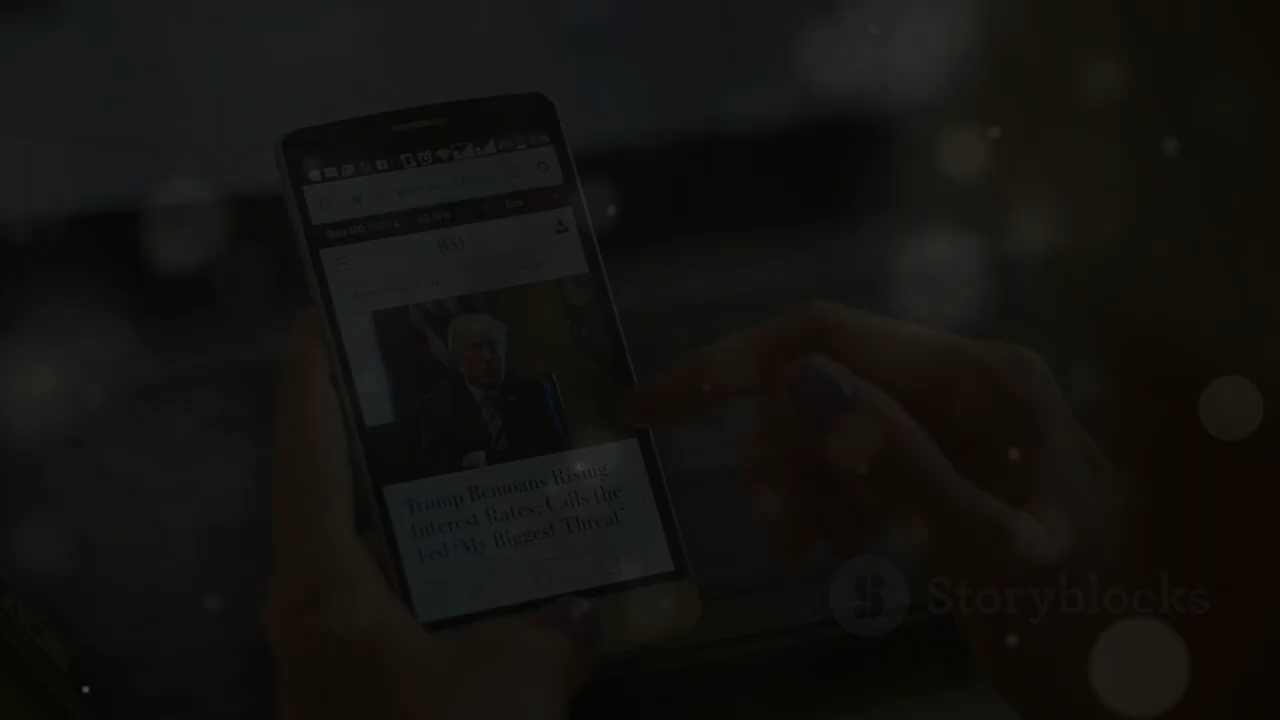 WSJ
Trump Bemoans Rising
Interest Rates, Calls the
Fed 'My Biggest Threat'
Storyblocks